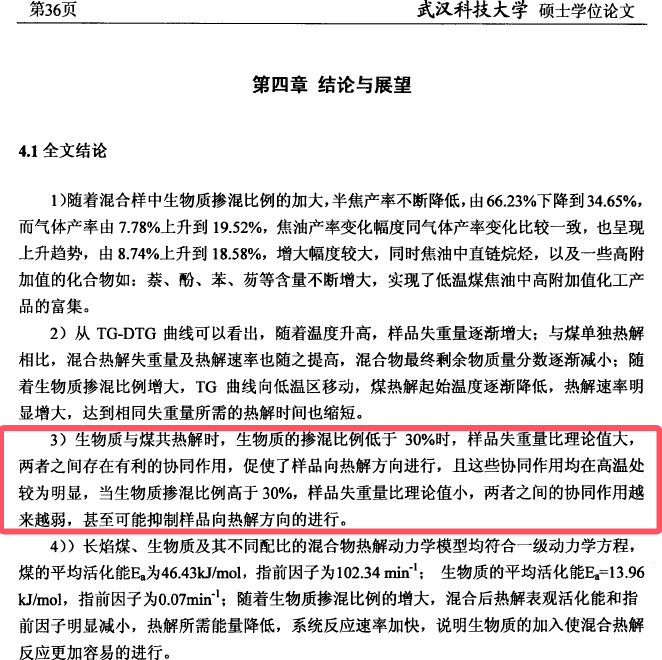 第36页
武汉科技大学 硕士学位论文
第四章 结论与展望
4.1 全文结论
1)随着混合样中生物质掺混比例的加大，半焦产率不断降低，由 66.23%下降到 34.65%，
而气体产率由 7.78%上升到 19.52%，焦油产率变化幅度同气体产率变化比较一致，也呈现
上升趋势，由 8.74%上升到 18.58%，增大幅度较大，同时焦油中直链烷烃，以及一些高附
加值的化合物如：萘、酚、苯、芴等含量不断增大，实现了低温煤焦油中高附加值化工产
品的富集。
2）从 TG-DTG 曲线可以看出，随着温度升高，样品失重量逐渐增大；与煤单独热解
相比，混合热解失重量及热解速率也随之提高，混合物最终剩余物质量分数逐渐减小；随
着生物质掺混比例增大，TG 曲线向低温区移动，煤热解起始温度逐渐降低，热解速率明
显增大，达到相同失重量所需的热解时间也缩短。
3）生物质与煤共热解时，生物质的掺混比例低于 30%时，样品失重量比理论值大，
两者之间存在有利的协同作用，促使了样品向热解方向进行，且这些协同作用均在高温处
较为明显，当生物质掺混比例高于 30%，样品失重量比理论值小，两者之间的协同作用越
来越弱，甚至可能抑制样品向热解方向的进行。
4））长焰煤、生物质及其不同配比的混合物热解动力学模型均符合一级动力学方程，
煤的平均活化能Eₐ为46.43kJ/mol，指前因子为102.34 min⁻¹； 生物质的平均活化能Eₐ=13.96
kJ/mol，指前因子为0.07min⁻¹；随着生物质掺混比例的增大，混合后热解表观活化能和指
前因子明显减小，热解所需能量降低，系统反应速率加快，说明生物质的加入使混合热解
反应更加容易的进行。